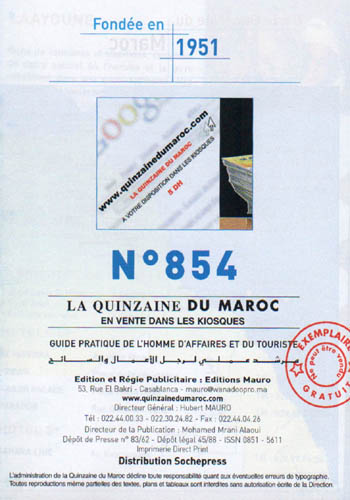 Fondée en
1951
www.quinzainedumaroc.com
LA QUINZAINE DU MAROC
A VOTRE DISPOSITION DANS LES KIOSQUES
5 DH
N°854
LA QUINZAINE DU MAROC
EN VENTE DANS LES KIOSQUES
GUIDE PRATIQUE DE L'HOMME D'AFFAIRES ET DU TOURISTE
مرشد عملي لرجل الأعمال والسائح
EXEMPLAIRE
Ne peut être vendu
GRATUIT
Edition et Régie Publicitaire : Editions Mauro
53, Rue El Bakri - Casablanca - mauro@wanadoopro.ma
www.quinzainedumaroc.com
Directeur Général : Hubert MAURO
Tél : 022.44.00.33 - 022.30.24.82 - Fax : 022.44.04.26
Directeur de la Publication : Mohamed Mrani Alaoui
Dépôt de Presse n° 83/62 - Dépôt légal 45/88 - ISSN 0851 - 5611
Imprimerie Direct Print
Distribution Sochepress
L'administration de la Quinzaine du Maroc décline toute responsabilité quant aux éventuelles erreurs de typographie.
Toutes reproductions même partielles des textes, plans et tableaux sont interdites sans autorisation écrite de la Direction.